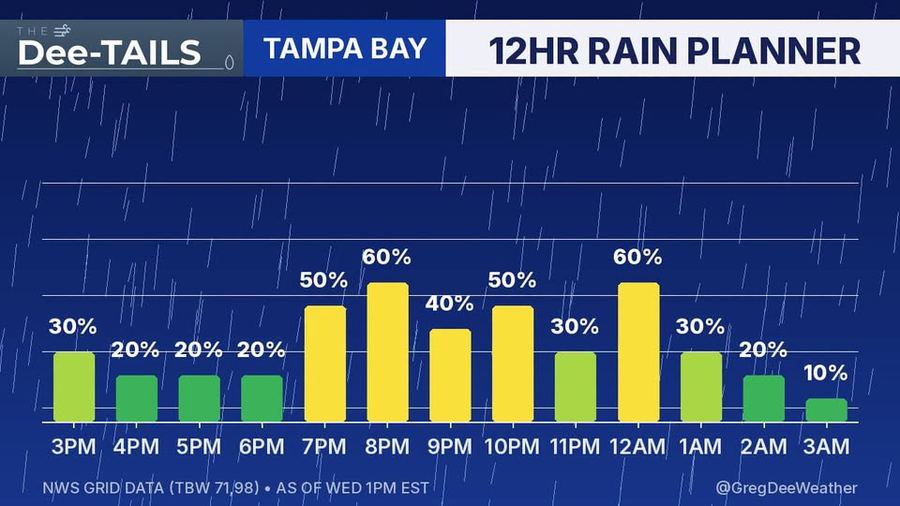 THE
Dee-TAILS
TAMPA BAY
12HR RAIN PLANNER
30% 20% 20% 20% 50% 60% 40% 50% 30% 60% 30% 20% 10%
3PM 4PM 5PM 6PM 7PM 8PM 9PM 10PM 11PM 12AM 1AM 2AM 3AM
NWS GRID DATA (TBW 71,98) • AS OF WED 1PM EST
@GregDeeWeather